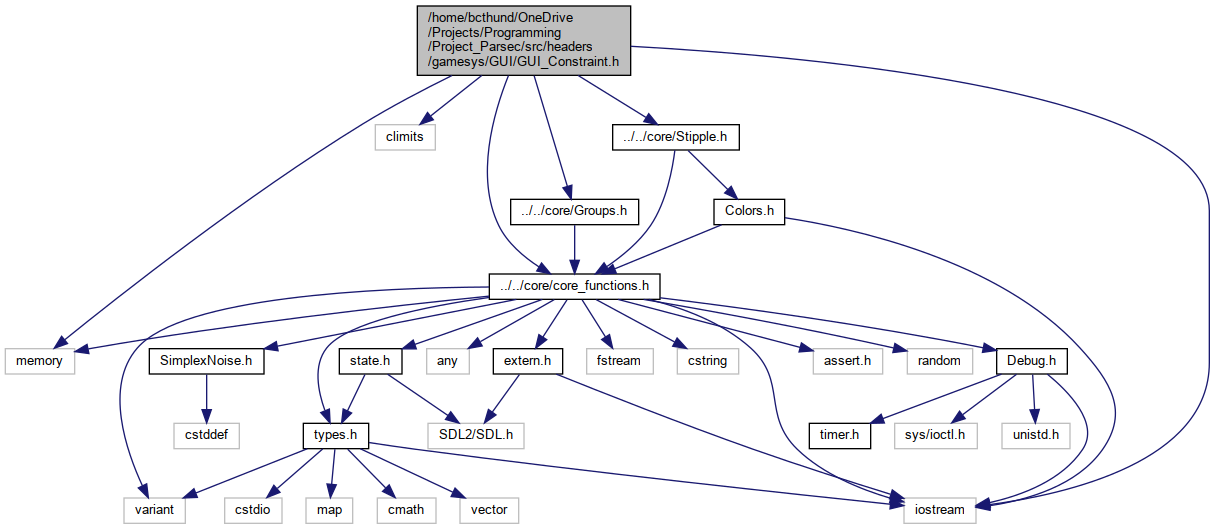 /home/bcthund/OneDrive
/Projects/Programming
/Project_Parsec/src/headers
/gamesys/GUI/GUI_Constraint.h
climits
../../core/Stipple.h
../../core/Groups.h
Colors.h
../../core/core_functions.h
memory
SimplexNoise.h
state.h
any
extern.h
fstream
cstring
assert.h
random
Debug.h
cstddef
types.h
SDL2/SDL.h
timer.h
sys/ioctl.h
unistd.h
variant
cstdio
map
cmath
vector
iostream